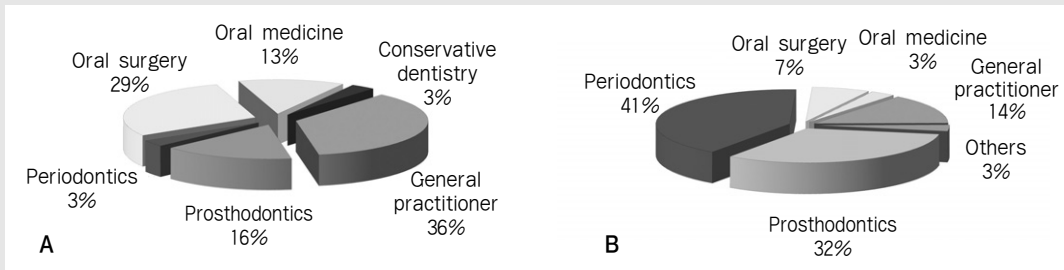 Oral surgery
29%
Oral medicine
13%
Conservative
dentistry
3%
General
practitioner
36%
Prosthodontics
16%
Periodontics
3%
A
Periodontics
41%
Oral surgery
7%
Oral medicine
3%
General
practitioner
14%
Others
3%
Prosthodontics
32%
B